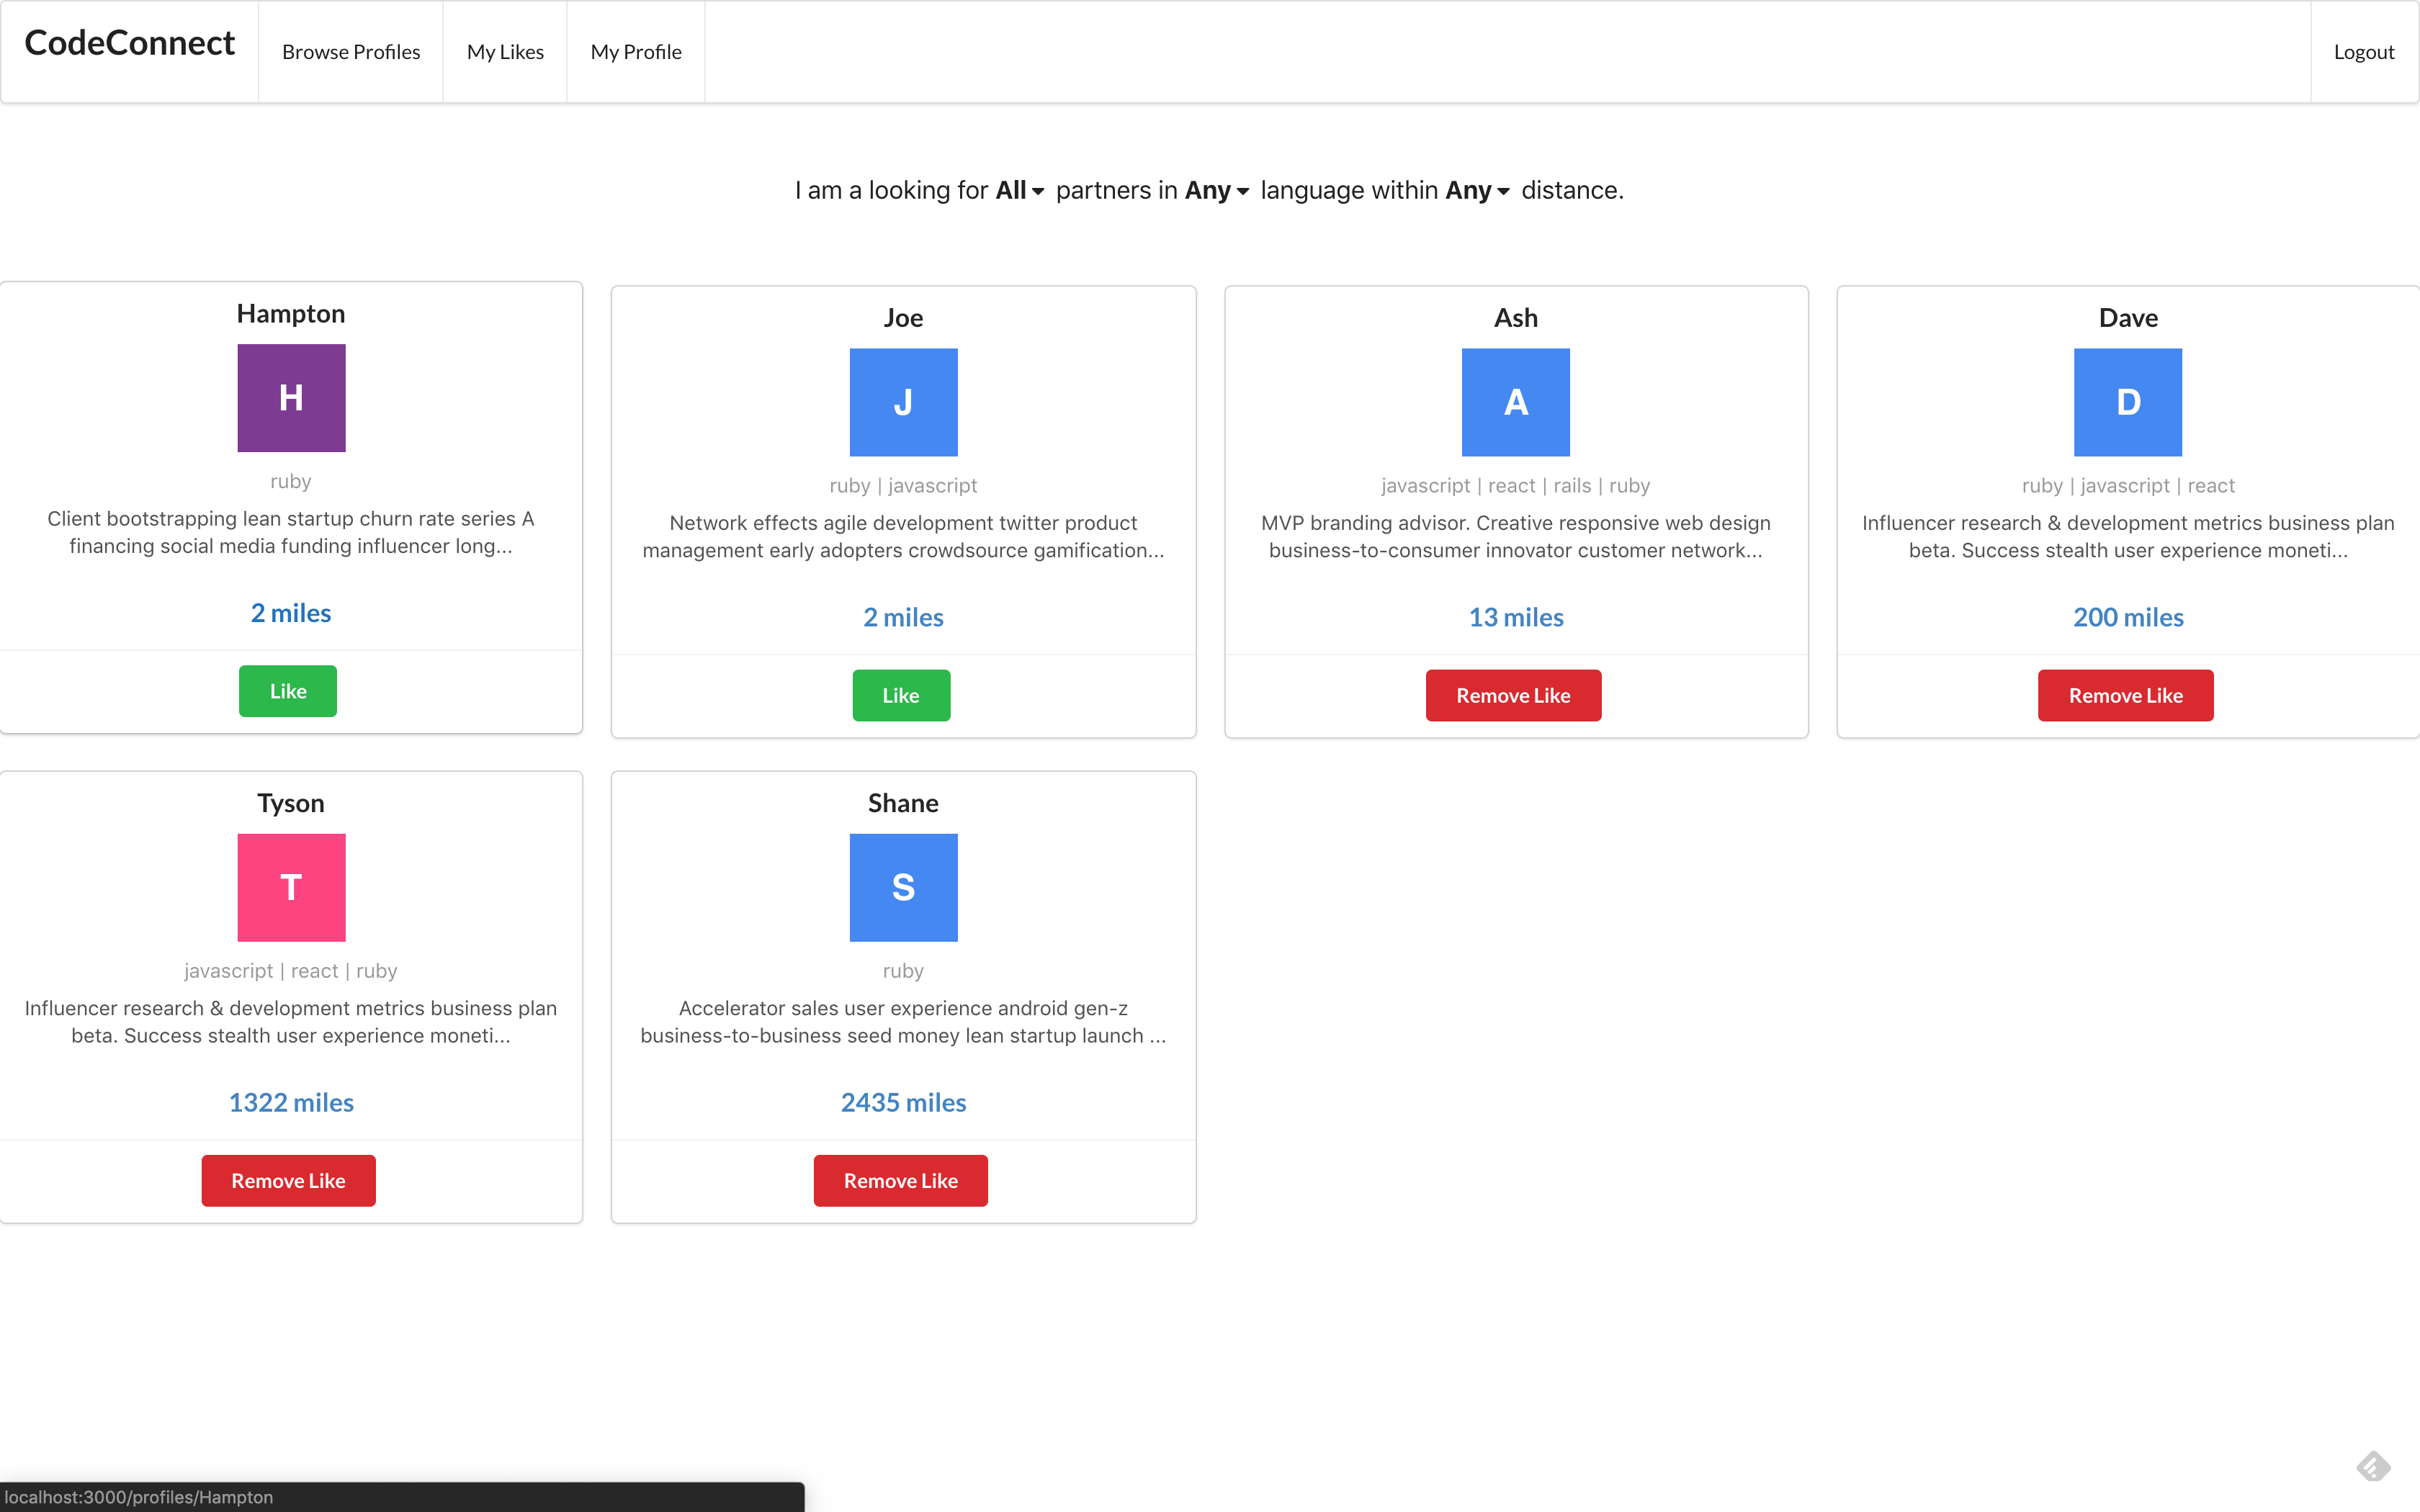 CodeConnect
Browse Profiles
My Likes
My Profile
Logout
I am a looking for All partners in Any language within Any distance.
Hampton
H
ruby
Client bootstrapping lean startup churn rate series A
financing social media funding influencer long...
2 miles
Like
Joe
J
ruby | javascript
Network effects agile development twitter product
management early adopters crowdsource gamification...
2 miles
Like
Ash
A
javascript | react | rails | ruby
MVP branding advisor. Creative responsive web design
business-to-consumer innovator customer network...
13 miles
Remove Like
Dave
D
ruby | javascript | react
Influencer research & development metrics business plan
beta. Success stealth user experience moneti...
200 miles
Remove Like
Tyson
T
javascript | react | ruby
Influencer research & development metrics business plan
beta. Success stealth user experience moneti...
1322 miles
Remove Like
Shane
S
ruby
Accelerator sales user experience android gen-z
business-to-business seed money lean startup launch ...
2435 miles
Remove Like
localhost:3000/profiles/Hampton